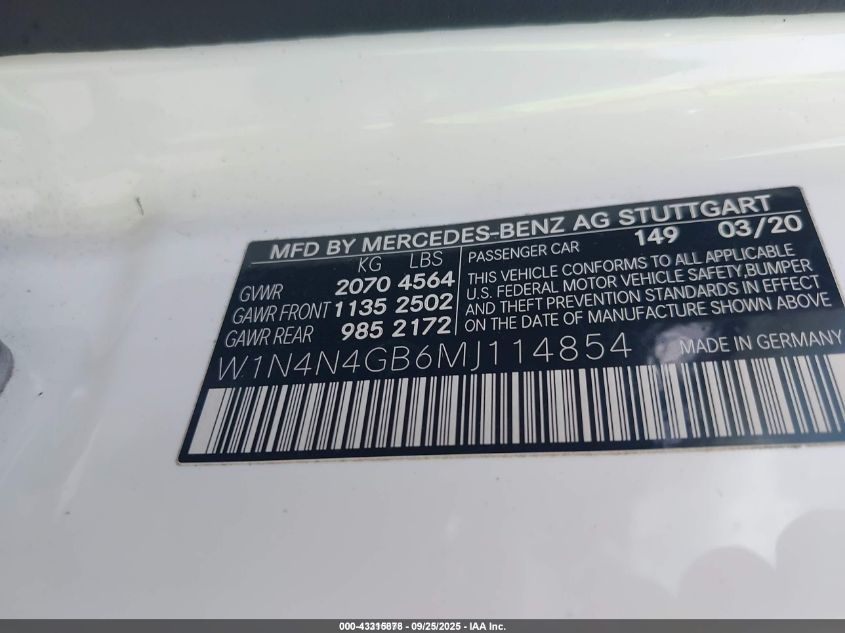 MFD BY MERCEDES-BENZ AG STUTTGART
KG LBS
GVWR 2070 4564
GAWR FRONT 1135 2502
GAWR REAR 985 2172
PASSENGER CAR 149 03/20
THIS VEHICLE CONFORMS TO ALL APPLICABLE
U.S. FEDERAL MOTOR VEHICLE SAFETY,BUMPER
AND THEFT PREVENTION STANDARDS IN EFFECT
ON THE DATE OF MANUFACTURE SHOWN ABOVE
W1N4N4GB6MJ114854
MADE IN GERMANY
000-43315878 - 09/25/2025 - IAA Inc.